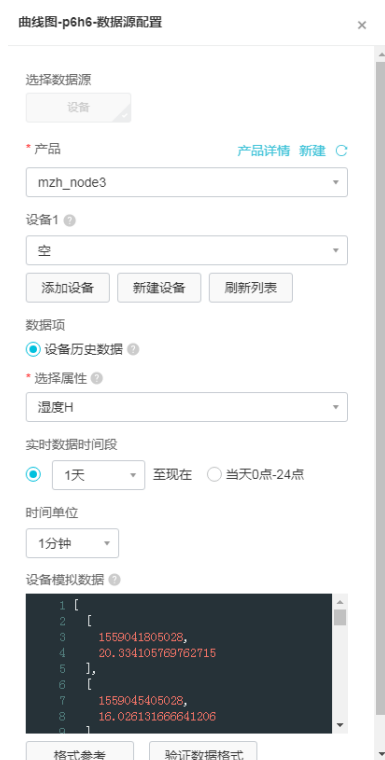 曲线图-p6h6-数据源配置
选择数据源
设备
* 产品 产品详情 新建
mzh_node3
设备1
空
添加设备 新建设备 刷新列表
数据项
设备历史数据
* 选择属性
湿度H
实时数据时间段
1天 至现在 当天0点-24点
时间单位
1分钟
设备模拟数据
1 [
2 [
3 1559041805028,
4 20.334105769762715
5 ],
6 [
7 1559045405028,
8 16.026131666641206
9 ]
格式参考 验证数据格式